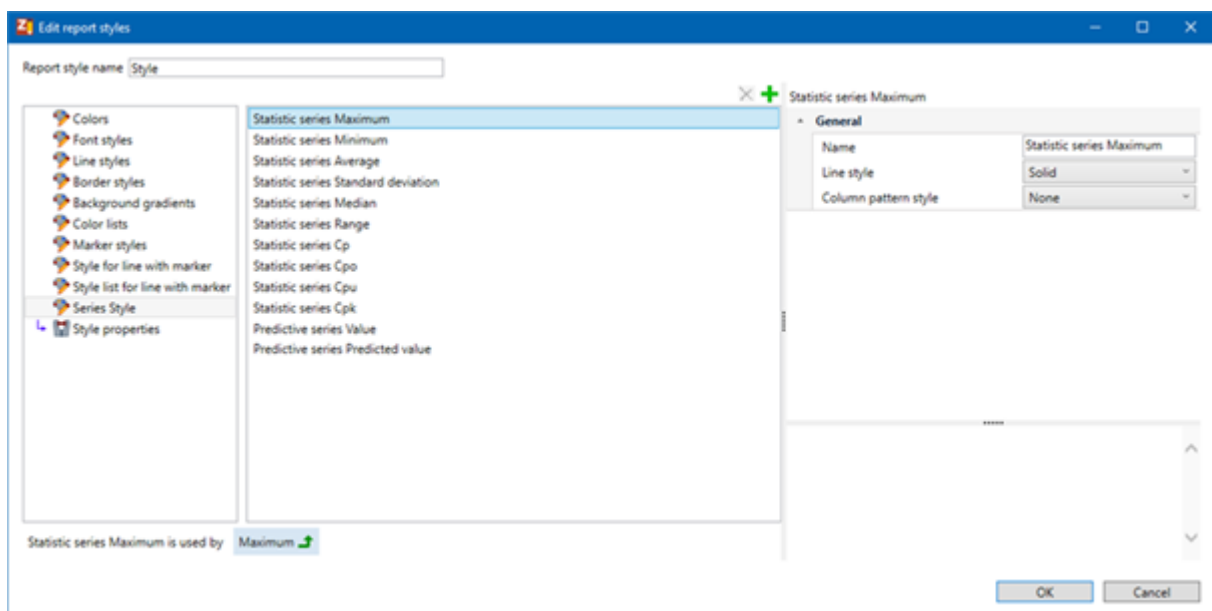 Edit report styles
Report style name Style
Colors
Font styles
Line styles
Border styles
Background gradients
Color lists
Marker styles
Style for line with marker
Style list for line with marker
Series Style
Style properties
Statistic series Maximum
Statistic series Minimum
Statistic series Average
Statistic series Standard deviation
Statistic series Median
Statistic series Range
Statistic series Cp
Statistic series Cpo
Statistic series Cpu
Statistic series Cpk
Predictive series Value
Predictive series Predicted value
Statistic series Maximum
General
Name Statistic series Maximum
Line style Solid
Column pattern style None
Statistic series Maximum is used by Maximum
OK Cancel